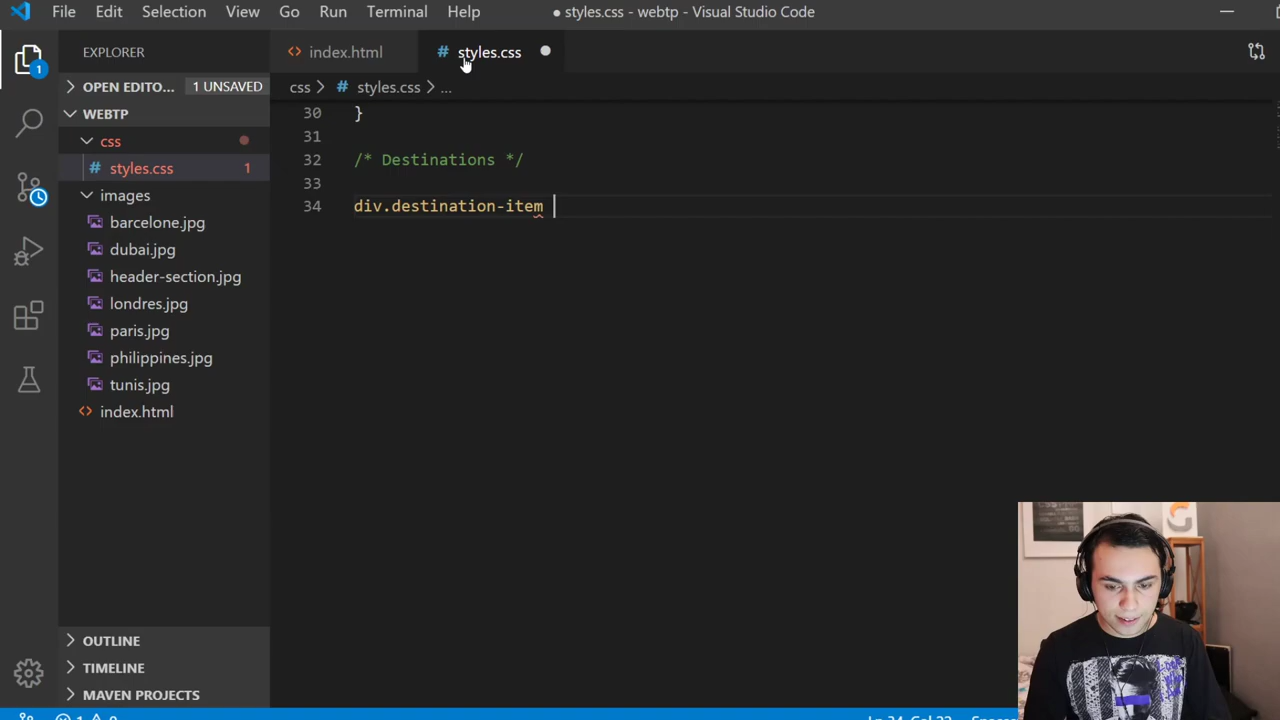 File Edit Selection View Go Run Terminal Help ● styles.css - webtp - Visual Studio Code
EXPLORER
index.html
# styles.css
OPEN EDITO... 1 UNSAVED
css > # styles.css > ...
WEBTP
30 }
css
31
32 /* Destinations */
# styles.css 1
33
images
34 div.destination-item
barcelone.jpg
dubai.jpg
header-section.jpg
londres.jpg
paris.jpg
philippines.jpg
tunis.jpg
index.html
OUTLINE
TIMELINE
MAVEN PROJECTS